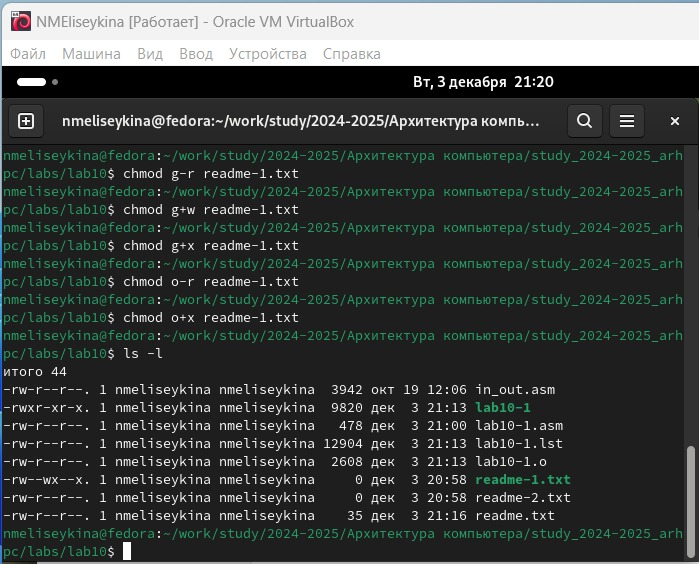 NMEliseykina [Работает] - Oracle VM VirtualBox
Файл Машина Вид Ввод Устройства Справка
Вт, 3 декабря 21:20
nmeliseykina@fedora:~/work/study/2024-2025/Архитектура компь...
nmeliseykina@fedora:~/work/study/2024-2025/Архитектура компьютера/study_2024-2025_arh
pc/labs/lab10$ chmod g-r readme-1.txt
nmeliseykina@fedora:~/work/study/2024-2025/Архитектура компьютера/study_2024-2025_arh
pc/labs/lab10$ chmod g+w readme-1.txt
nmeliseykina@fedora:~/work/study/2024-2025/Архитектура компьютера/study_2024-2025_arh
pc/labs/lab10$ chmod g+x readme-1.txt
nmeliseykina@fedora:~/work/study/2024-2025/Архитектура компьютера/study_2024-2025_arh
pc/labs/lab10$ chmod o-r readme-1.txt
nmeliseykina@fedora:~/work/study/2024-2025/Архитектура компьютера/study_2024-2025_arh
pc/labs/lab10$ chmod o+x readme-1.txt
nmeliseykina@fedora:~/work/study/2024-2025/Архитектура компьютера/study_2024-2025_arh
pc/labs/lab10$ ls -l
итого 44
-rw-r--r--. 1 nmeliseykina nmeliseykina  3942 окт 19 12:06 in_out.asm
-rwxr-xr-x. 1 nmeliseykina nmeliseykina  9820 дек  3 21:13 lab10-1
-rw-r--r--. 1 nmeliseykina nmeliseykina   478 дек  3 21:00 lab10-1.asm
-rw-r--r--. 1 nmeliseykina nmeliseykina 12904 дек  3 21:13 lab10-1.lst
-rw-r--r--. 1 nmeliseykina nmeliseykina  2608 дек  3 21:13 lab10-1.o
-rw--wx--x. 1 nmeliseykina nmeliseykina     0 дек  3 20:58 readme-1.txt
-rw-r--r--. 1 nmeliseykina nmeliseykina     0 дек  3 20:58 readme-2.txt
-rw-r--r--. 1 nmeliseykina nmeliseykina    35 дек  3 21:16 readme.txt
nmeliseykina@fedora:~/work/study/2024-2025/Архитектура компьютера/study_2024-2025_arh
pc/labs/lab10$